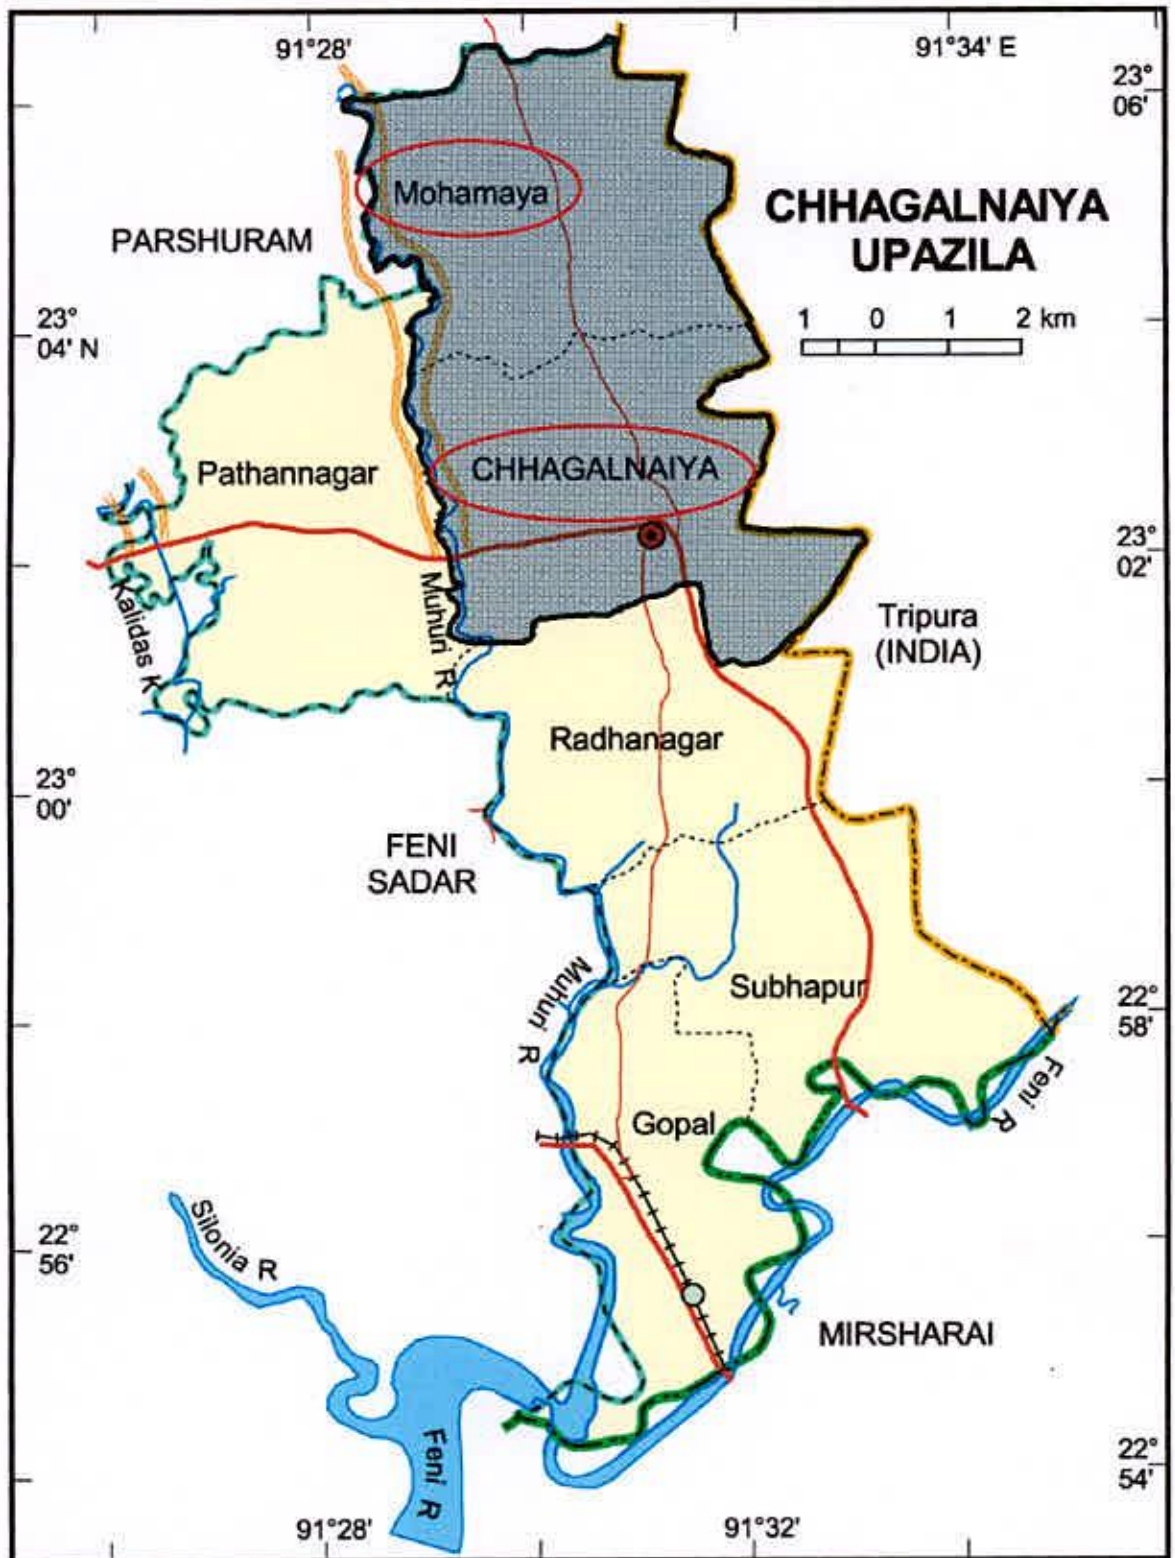 91°28'
91°34' E
23°
06'
Mohamaya
CHHAGALNAIYA
UPAZILA
PARSHURAM
1 0 1 2 km
23°
04' N
Pathannagar
CHHAGALNAIYA
23°
02'
Kalidas K
Muhuri R
Tripura
(INDIA)
Radhanagar
23°
00'
FENI
SADAR
Muhuri R
Subhapur
22°
58'
Feni R
Gopal
Silonia R
22°
56'
MIRSHARAI
Feni R
22°
54'
91°28'
91°32'